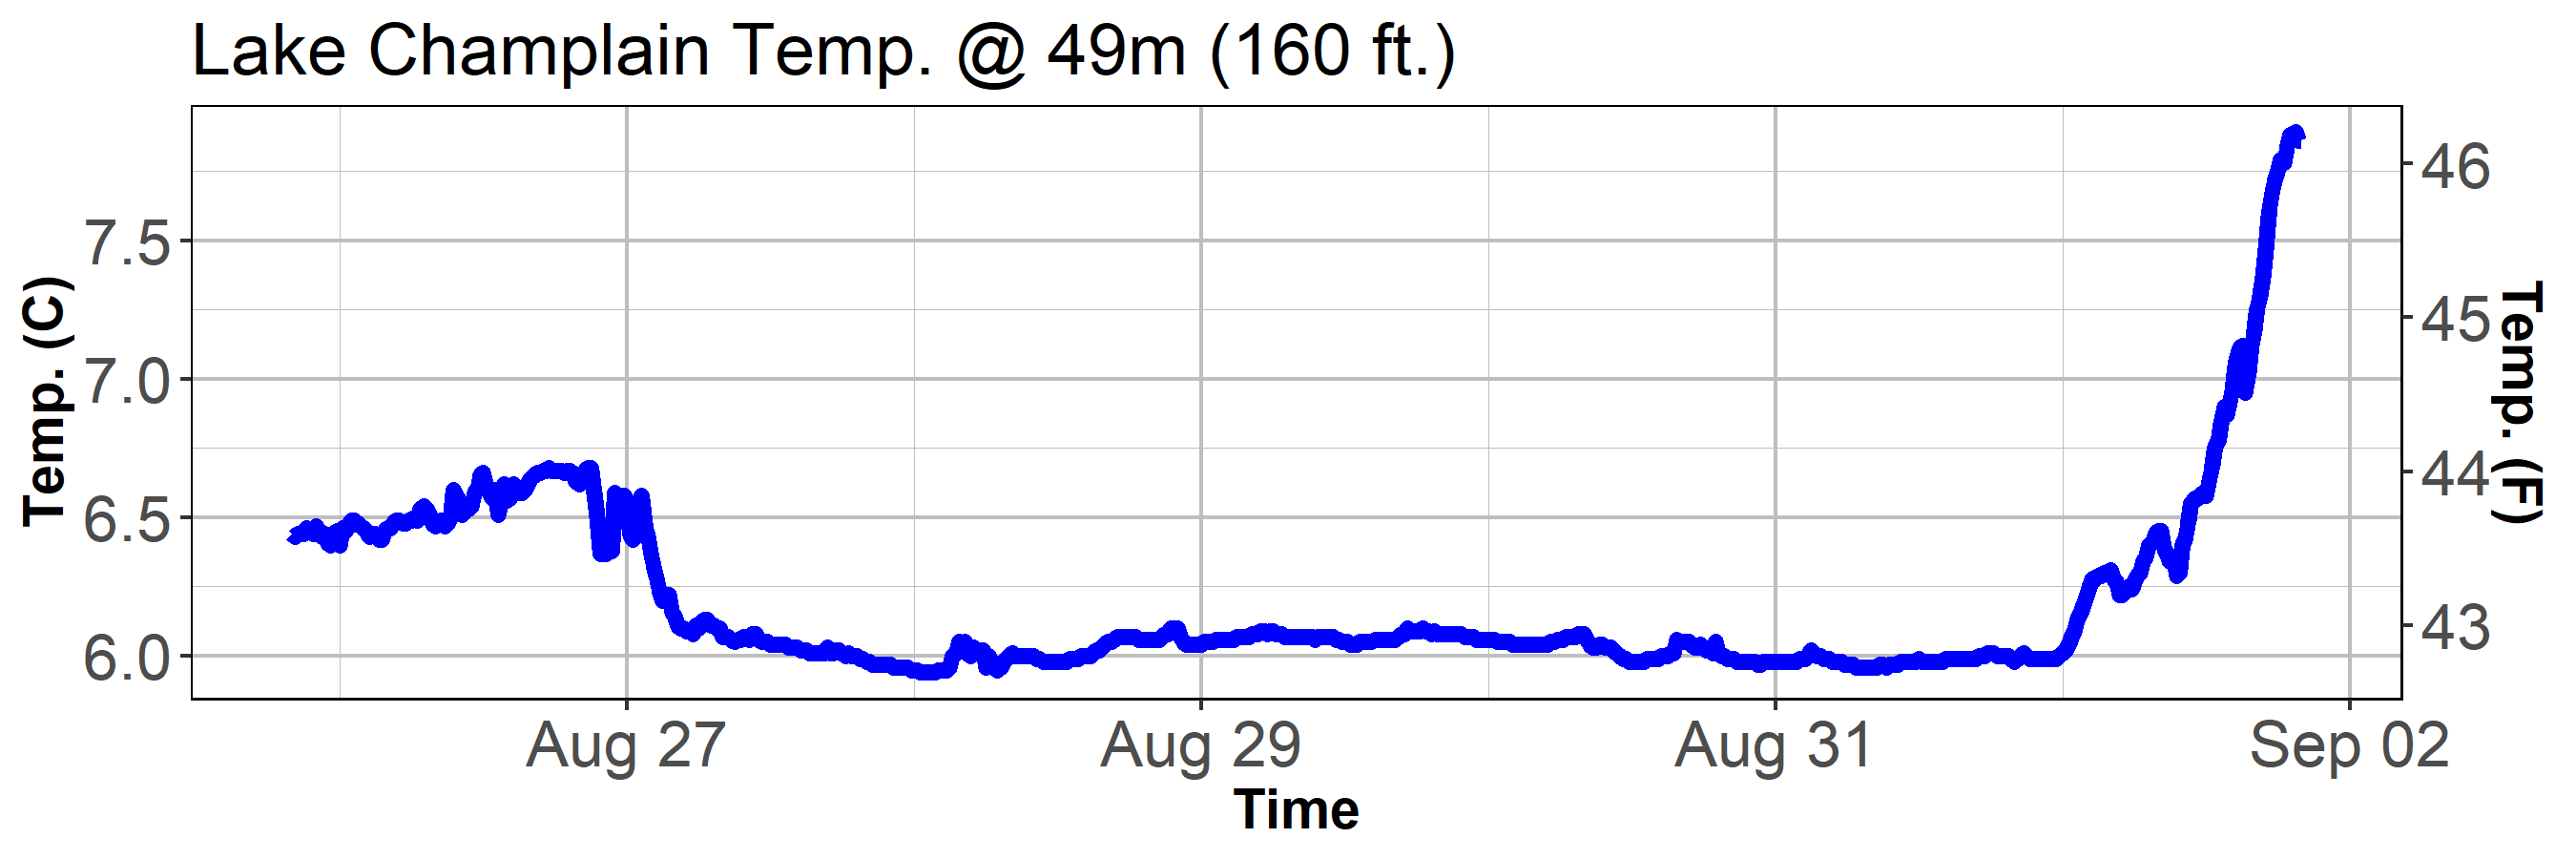 Lake Champlain Temp. @ 49m (160 ft.)
Temp. (C)
7.5
7.0
6.5
6.0
46
45
44
43
Temp. (F)
Aug 27 Aug 29 Aug 31 Sep 02
Time